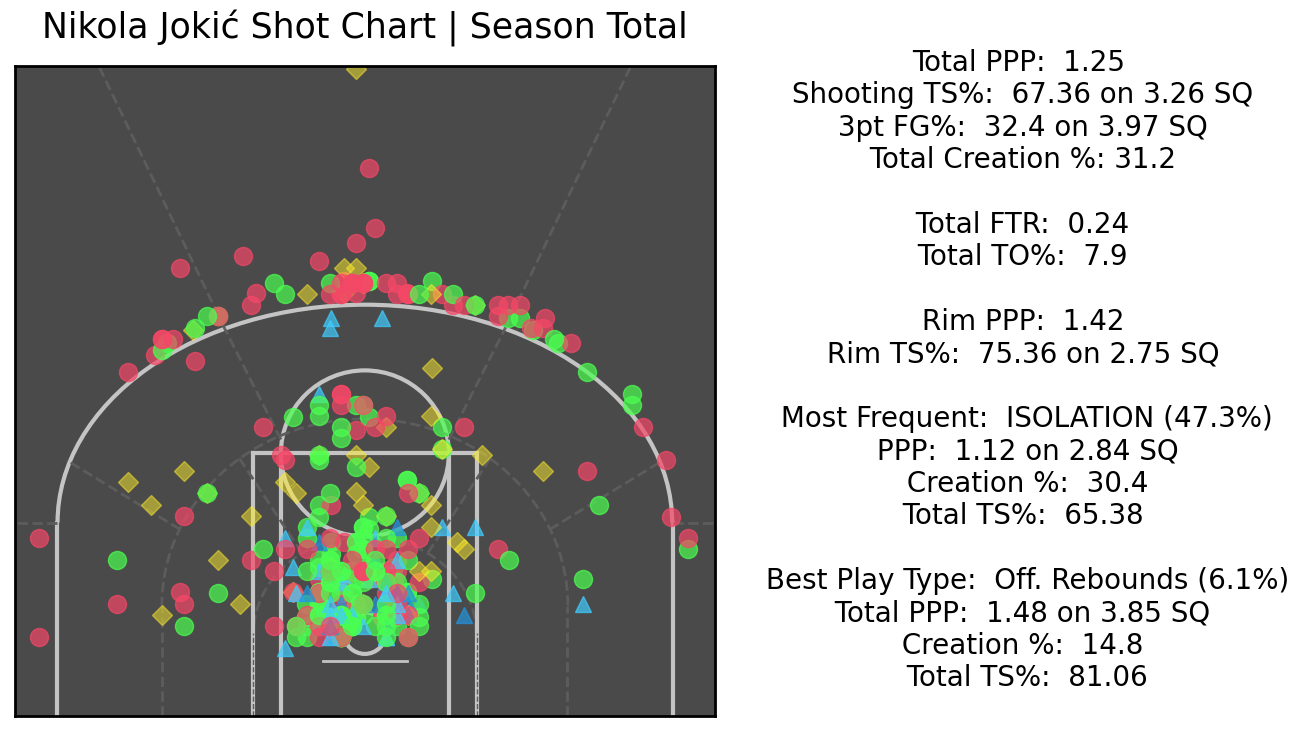 Nikola Jokić Shot Chart | Season Total
Total PPP: 1.25
Shooting TS%: 67.36 on 3.26 SQ
3pt FG%: 32.4 on 3.97 SQ
Total Creation %: 31.2
Total FTR: 0.24
Total TO%: 7.9
Rim PPP: 1.42
Rim TS%: 75.36 on 2.75 SQ
Most Frequent: ISOLATION (47.3%)
PPP: 1.12 on 2.84 SQ
Creation %: 30.4
Total TS%: 65.38
Best Play Type: Off. Rebounds (6.1%)
Total PPP: 1.48 on 3.85 SQ
Creation %: 14.8
Total TS%: 81.06